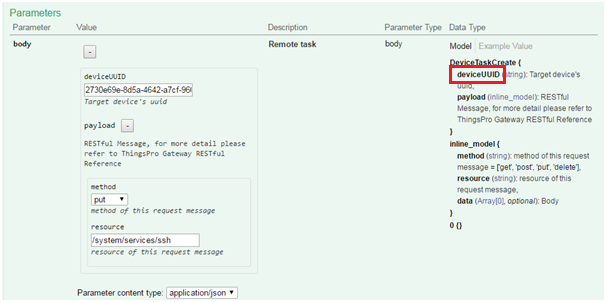 Parameters
Parameter Value Description Parameter Type Data Type
body - Remote task body Model Example Value
DeviceTaskCreate {
deviceUUID (string): Target device's
uuid,
payload (inline_model): RESTful
Message, for more detail please
refer to ThingsPro Gateway RESTful
Reference
}
inline_model {
method (string): method of this request
message = ['get', 'post', 'put', 'delete'],
resource (string): resource of this
request message,
data (Array[0], optional): Body
}
0 {}
deviceUUID
2730e69e-8d5a-4642-a7cf-96
Target device's uuid
payload -
RESTful Message, for more detail please
refer to ThingsPro Gateway RESTful
Reference
method
put
method of this request message
resource
/system/services/ssh
resource of this request message
Parameter content type: application/json